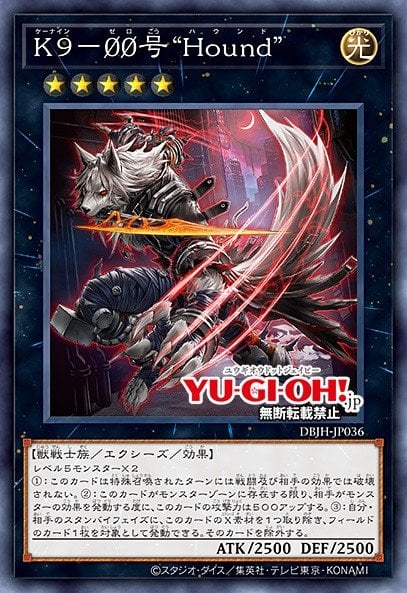 ケーナイン ゼロ ごう ハウンド
K9-ØØ号“Hound”
ひかり
光
ユウギオウドットジェイピー
YU-GI-OH!.jp
無断転載禁止
DBJH-JP036
【獣戦士族/エクシーズ/効果】
レベル5モンスター×2
①:このカードは特殊召喚されたターンには戦闘及び相手の効果では破壊
されない。②:このカードがモンスターゾーンに存在する限り、相手がモンス
ターの効果を発動する度に、このカードの攻撃力は500アップする。③:自分・
相手のスタンバイフェイズに、このカードのX素材を1つ取り除き、フィールド
のカード1枚を対象として発動できる。そのカードを除外する。
ATK/2500 DEF/2500
©スタジオ・ダイス/集英社・テレビ東京・KONAMI